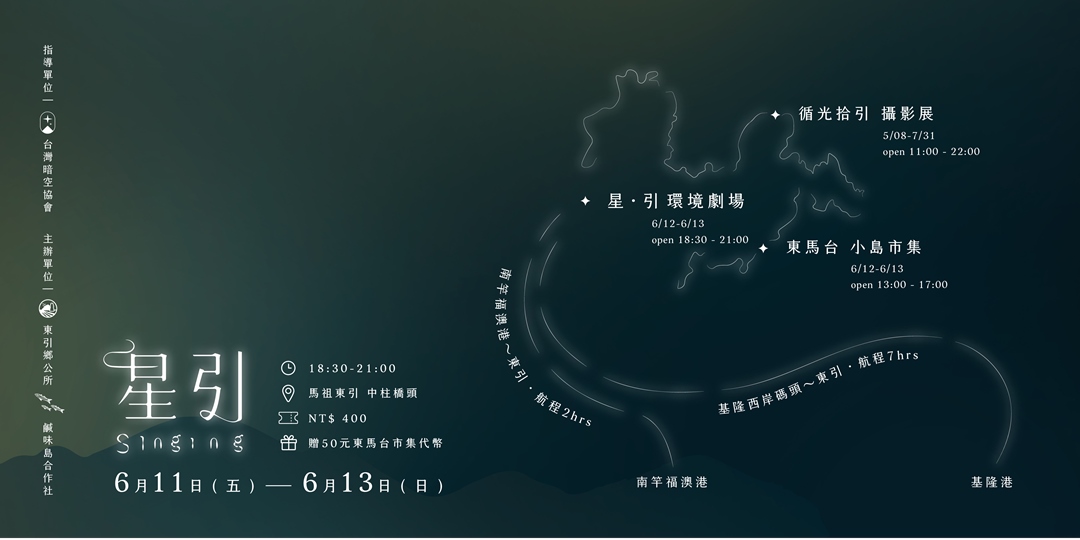 指導單位｜台灣暗空協會
主辦單位｜東引鄉公所 鹹味島合作社
星引
Singing
18:30-21:00
馬祖東引 中柱橋頭
NT$ 400
贈50元東馬台市集代幣
6月11日(五)—6月13日(日)
循光拾引 攝影展
5/08-7/31
open 11:00 - 22:00
星·引 環境劇場
6/12-6/13
open 18:30 - 21:00
東馬台 小島市集
6/12-6/13
open 13:00 - 17:00
南竿福澳港～東引·航程2hrs
基隆西岸碼頭～東引·航程7hrs
南竿福澳港
基隆港